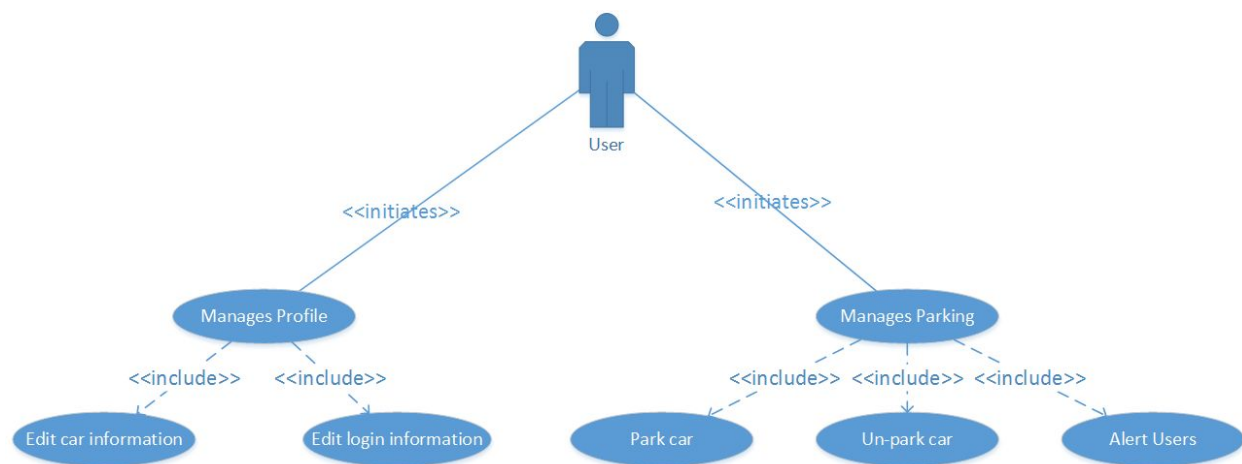 User
<<initiates>>
<<initiates>>
Manages Profile
Manages Parking
<<include>>
<<include>>
<<include>>
<<include>>
<<include>>
Edit car information
Edit login information
Park car
Un-park car
Alert Users